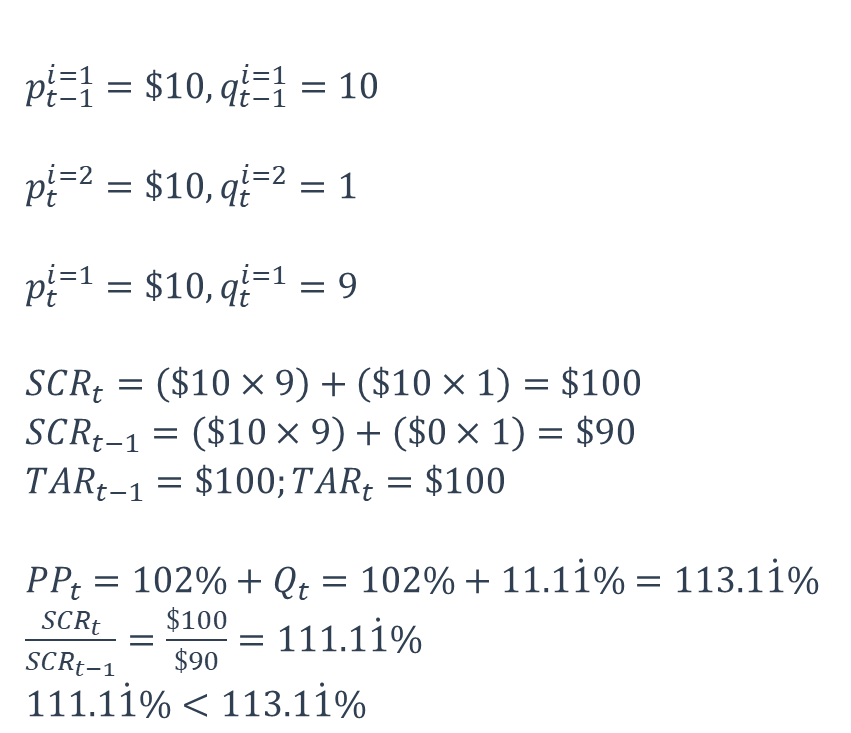 $p_{t-1}^{i=1} = \$10, q_{t-1}^{i=1} = 10$
$p_{t}^{i=2} = \$10, q_{t}^{i=2} = 1$
$p_{t}^{i=1} = \$10, q_{t}^{i=1} = 9$
$SCR_t = (\$10 \times 9) + (\$10 \times 1) = \$100$
$SCR_{t-1} = (\$10 \times 9) + (\$0 \times 1) = \$90$
$TAR_{t-1} = \$100; TAR_t = \$100$
$PP_t = 102\% + Q_t = 102\% + 11.1\dot{1}\% = 113.1\dot{1}\%$
$\frac{SCR_t}{SCR_{t-1}} = \frac{\$100}{\$90} = 111.1\dot{1}\%$
$111.1\dot{1}\% < 113.1\dot{1}\%$